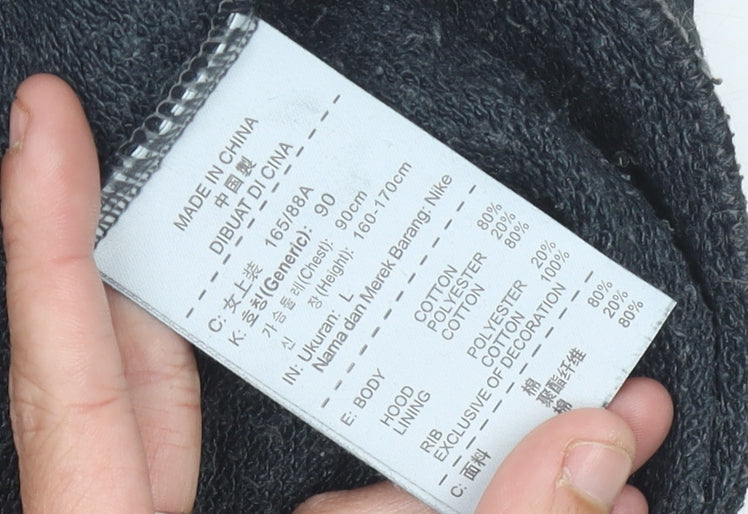 MADE IN CHINA
中国製
DIBUAT DI CINA
C: 女上装 165/88A
K: 호칭(Generic): 90
가슴둘레(Chest): 90cm
신 장(Height): 160-170cm
IN: Ukuran: L
Nama dan Merek Barang: Nike
E: BODY COTTON 80%
POLYESTER 20%
HOOD LINING COTTON 80%
POLYESTER 20%
RIB COTTON 100%
EXCLUSIVE OF DECORATION
C: 面料 棉 80%
聚酯纤维 20%
棉 80%